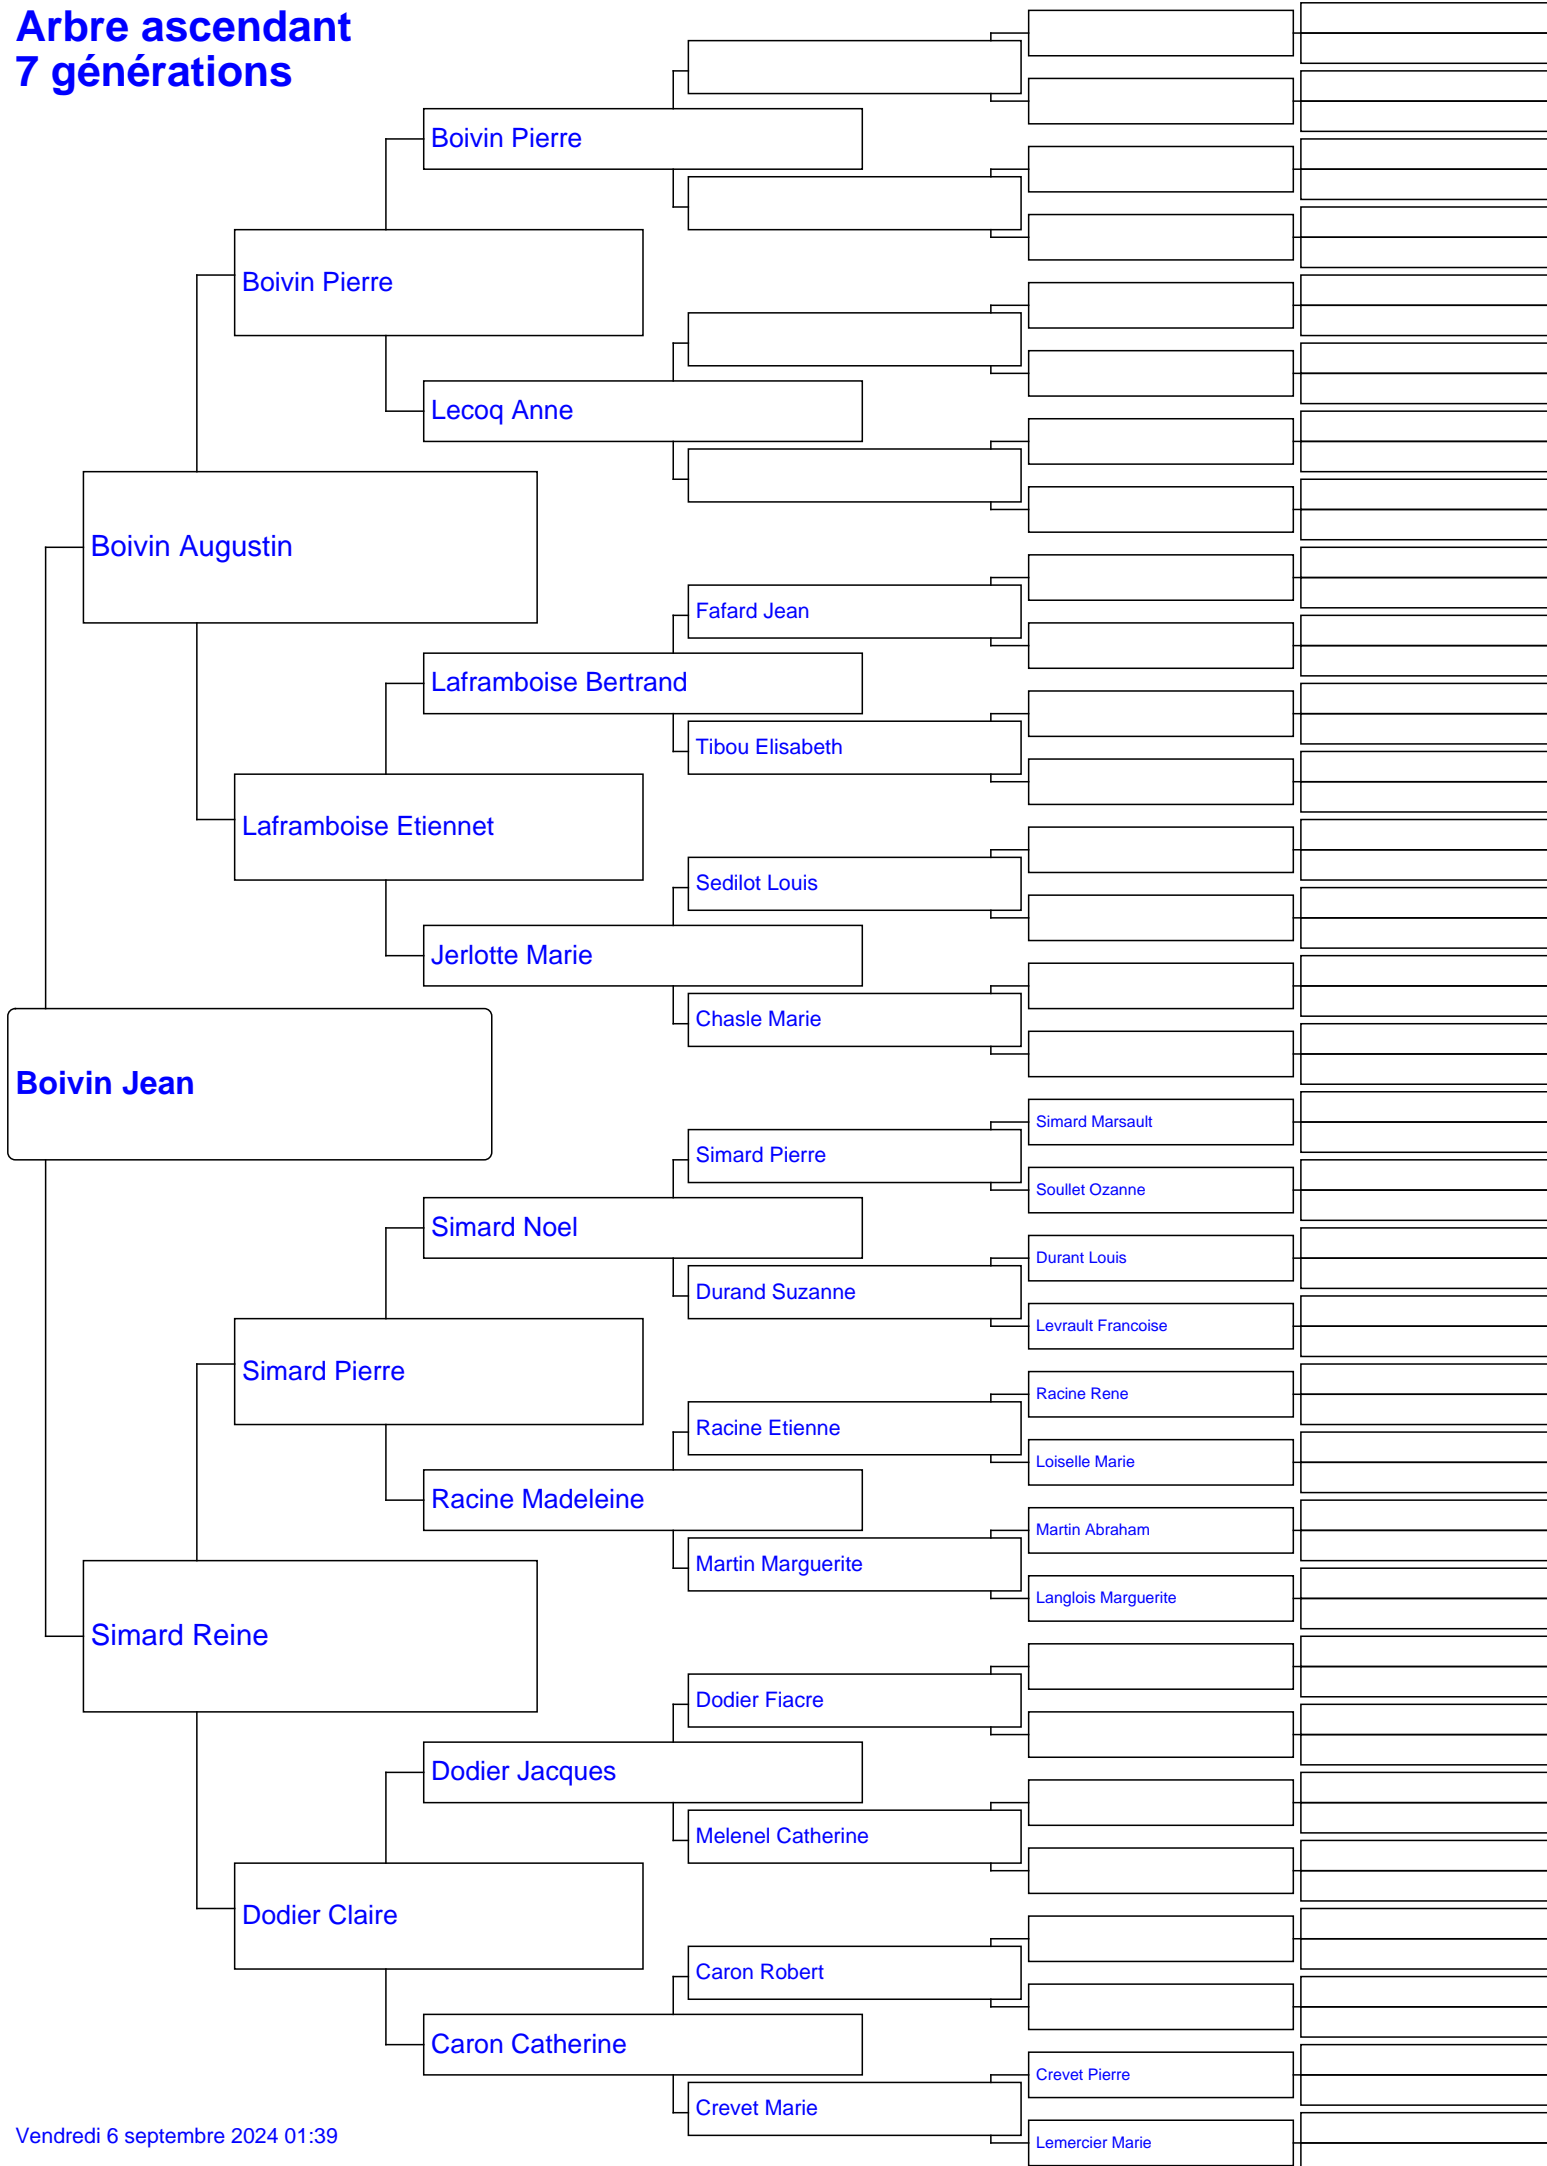 Arbre ascendant
7 générations
Boivin Pierre
Boivin Pierre
Lecoq Anne
Boivin Augustin
Fafard Jean
Laframboise Bertrand
Tibou Elisabeth
Laframboise Etiennet
Sedilot Louis
Jerlotte Marie
Chasle Marie
Boivin Jean
Simard Marsault
Simard Pierre
Soullet Ozanne
Simard Noel
Durant Louis
Durand Suzanne
Levrault Francoise
Simard Pierre
Racine Rene
Racine Etienne
Loiselle Marie
Racine Madeleine
Martin Abraham
Martin Marguerite
Langlois Marguerite
Simard Reine
Dodier Fiacre
Dodier Jacques
Melenel Catherine
Dodier Claire
Caron Robert
Caron Catherine
Crevet Pierre
Crevet Marie
Lemercier Marie
Vendredi 6 septembre 2024 01:39